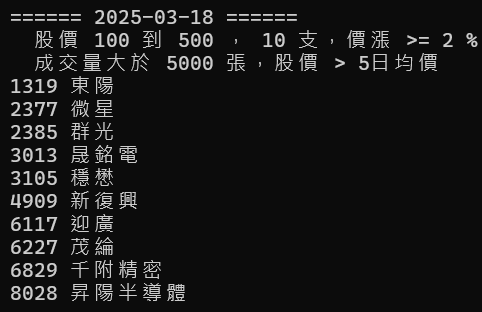 ====== 2025-03-18 ======
股價 100 到 500 , 10 支，價漲 >= 2 %
成交量大於 5000 張，股價 > 5日均價
1319 東陽
2377 微星
2385 群光
3013 晟銘電
3105 穩懋
4909 新復興
6117 迎廣
6227 茂綸
6829 千附精密
8028 昇陽半導體